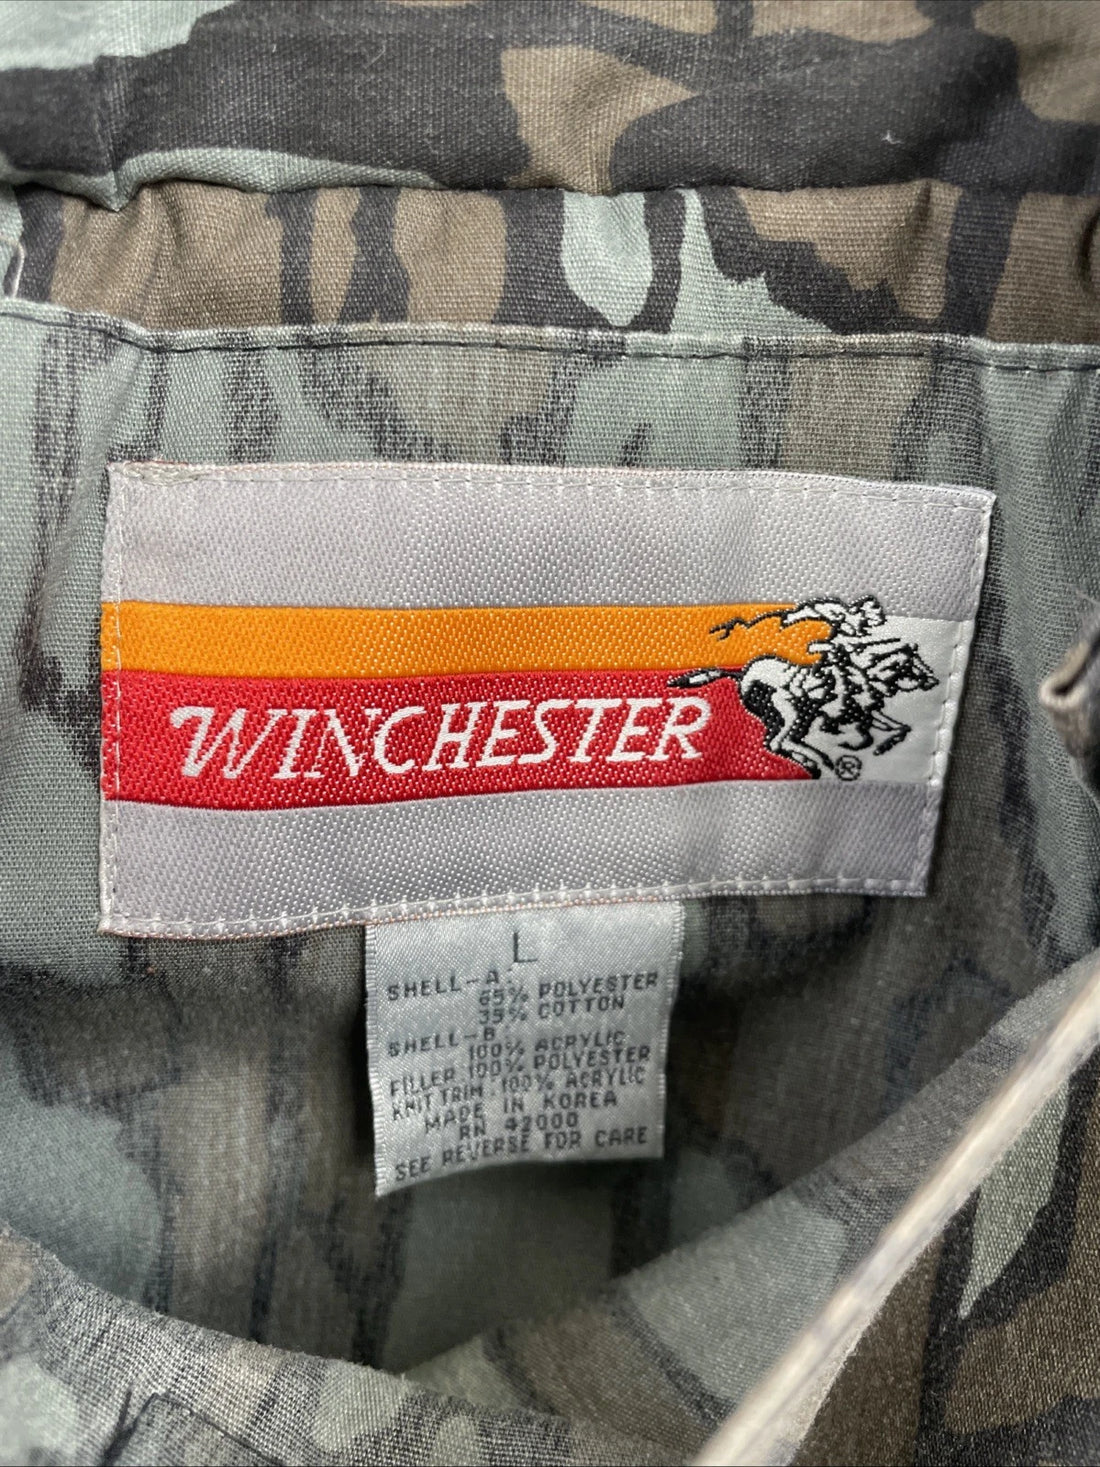 WINCHESTER
®
L
SHELL-A:
65% POLYESTER
35% COTTON
SHELL-B:
100% ACRYLIC
FILLER 100% POLYESTER
KNIT TRIM 100% ACRYLIC
MADE IN KOREA
RN 42000
SEE REVERSE FOR CARE